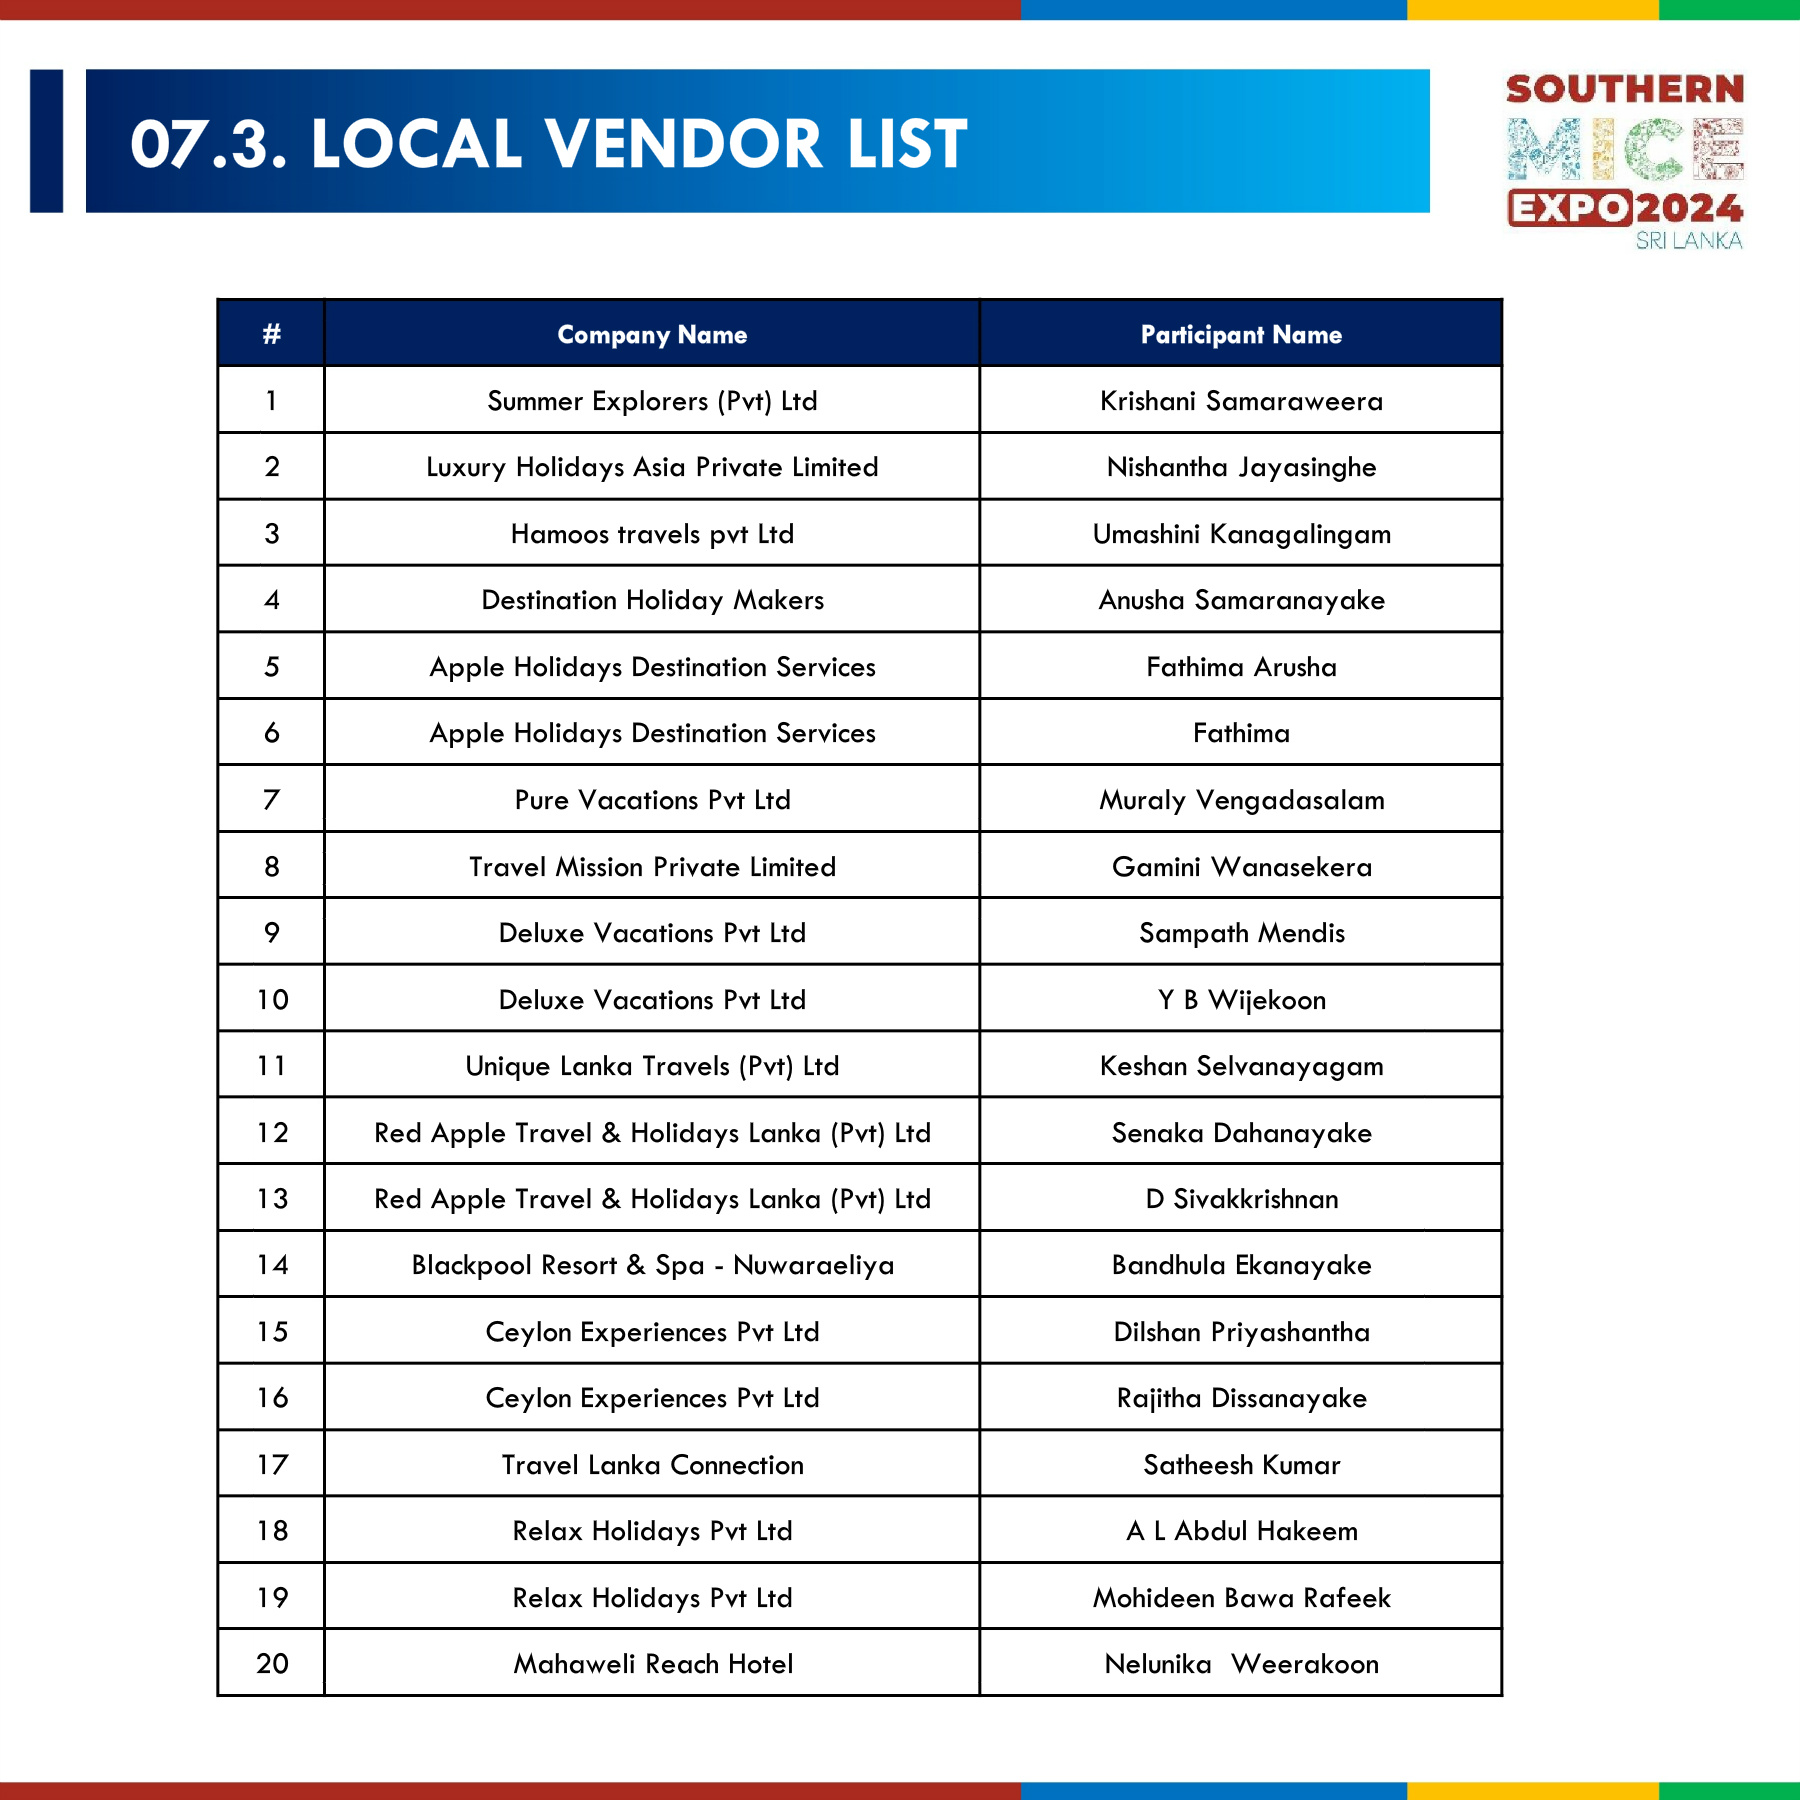 07.3. LOCAL VENDOR LIST
SOUTHERN
MICE
EXPO 2024
SRI LANKA
# Company Name Participant Name
1 Summer Explorers (Pvt) Ltd Krishani Samaraweera
2 Luxury Holidays Asia Private Limited Nishantha Jayasinghe
3 Hamoos travels pvt Ltd Umashini Kanagalingam
4 Destination Holiday Makers Anusha Samaranayake
5 Apple Holidays Destination Services Fathima Arusha
6 Apple Holidays Destination Services Fathima
7 Pure Vacations Pvt Ltd Muraly Vengadasalam
8 Travel Mission Private Limited Gamini Wanasekera
9 Deluxe Vacations Pvt Ltd Sampath Mendis
10 Deluxe Vacations Pvt Ltd Y B Wijekoon
11 Unique Lanka Travels (Pvt) Ltd Keshan Selvanayagam
12 Red Apple Travel & Holidays Lanka (Pvt) Ltd Senaka Dahanayake
13 Red Apple Travel & Holidays Lanka (Pvt) Ltd D Sivakkrishnan
14 Blackpool Resort & Spa - Nuwaraeliya Bandhula Ekanayake
15 Ceylon Experiences Pvt Ltd Dilshan Priyashantha
16 Ceylon Experiences Pvt Ltd Rajitha Dissanayake
17 Travel Lanka Connection Satheesh Kumar
18 Relax Holidays Pvt Ltd A L Abdul Hakeem
19 Relax Holidays Pvt Ltd Mohideen Bawa Rafeek
20 Mahaweli Reach Hotel Nelunika Weerakoon